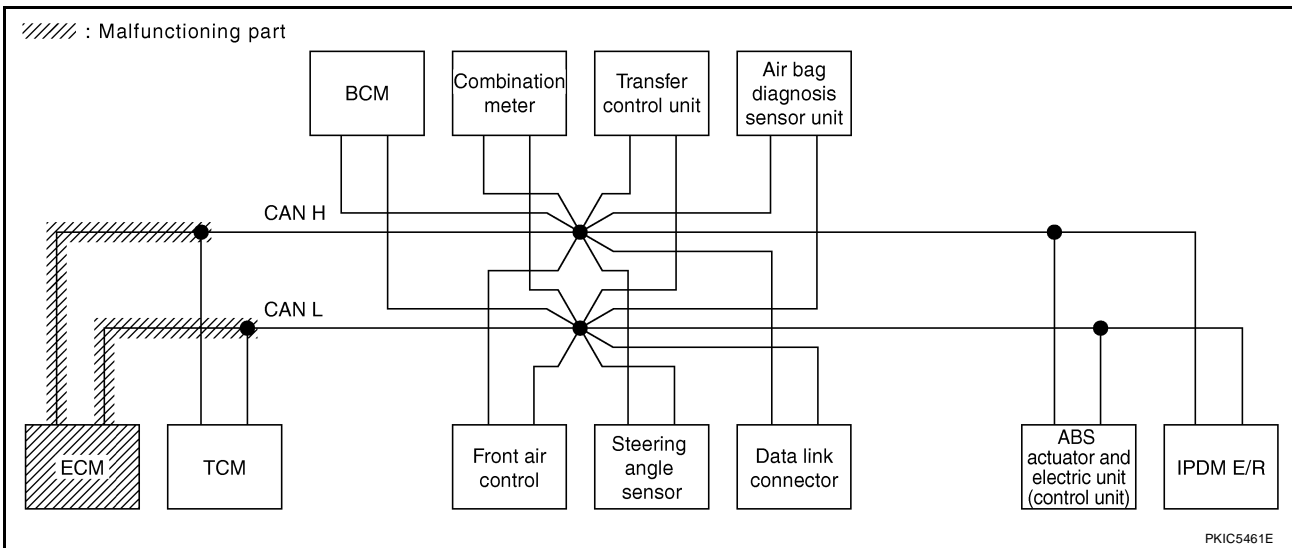 : Malfunctioning part
BCM
Combination
meter
Transfer
control unit
Air bag
diagnosis
sensor unit
CAN H
CAN L
ECM
TCM
Front air
control
Steering
angle
sensor
Data link
connector
ABS
actuator and
electric unit
(control unit)
IPDM E/R
PKIC5461E